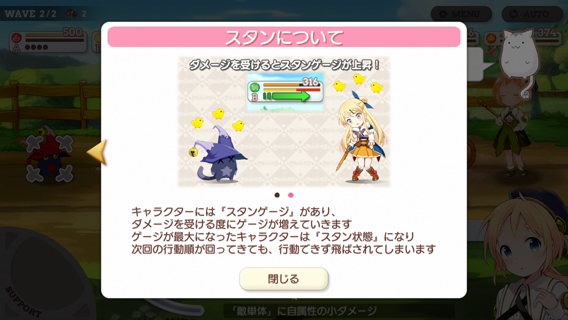 WAVE 2/2
2
500
MENU
AUTO
374
スタンについて
ダメージを受けるとスタンゲージが上昇！
316
キャラクターには「スタンゲージ」があり、
ダメージを受ける度にゲージが増えていきます
ゲージが最大になったキャラクターは「スタン状態」になり
次回の行動順が回ってきても、行動できず飛ばされてしまいます
閉じる
SUPPORT
「敵単体」に自属性の小ダメージ